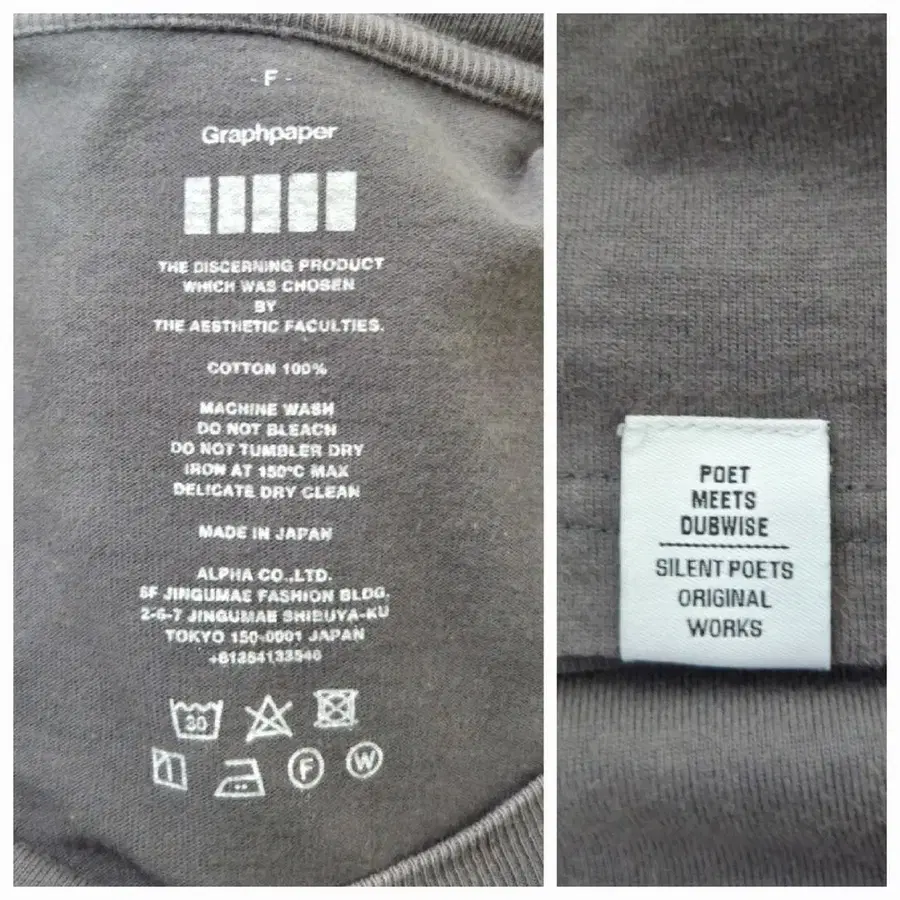 - F -
Graphpaper
THE DISCERNING PRODUCT
WHICH WAS CHOSEN
BY
THE AESTHETIC FACULTIES.
COTTON 100%
MACHINE WASH
DO NOT BLEACH
DO NOT TUMBLER DRY
IRON AT 150°C MAX
DELICATE DRY CLEAN
MADE IN JAPAN
ALPHA CO.,LTD.
6F JINGUMAE FASHION BLDG.
2-6-7 JINGUMAE SHIBUYA-KU
TOKYO 150-0001 JAPAN
+81354133546
30
F
W
POET
MEETS
DUBWISE
SILENT POETS
ORIGINAL
WORKS